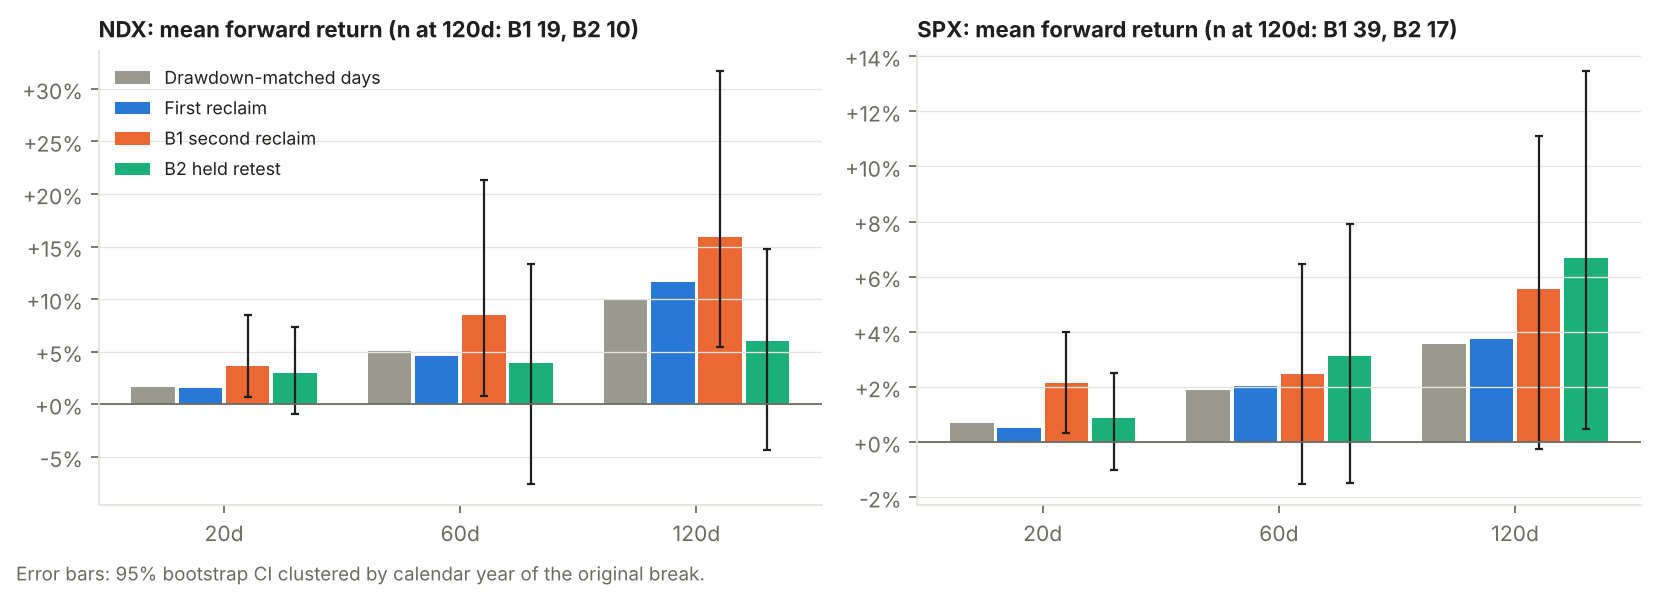 NDX: mean forward return (n at 120d: B1 19, B2 10)
+30%
+25%
+20%
+15%
+10%
+5%
+0%
-5%
Drawdown-matched days
First reclaim
B1 second reclaim
B2 held retest
20d
60d
120d
SPX: mean forward return (n at 120d: B1 39, B2 17)
+14%
+12%
+10%
+8%
+6%
+4%
+2%
+0%
-2%
20d
60d
120d
Error bars: 95% bootstrap CI clustered by calendar year of the original break.